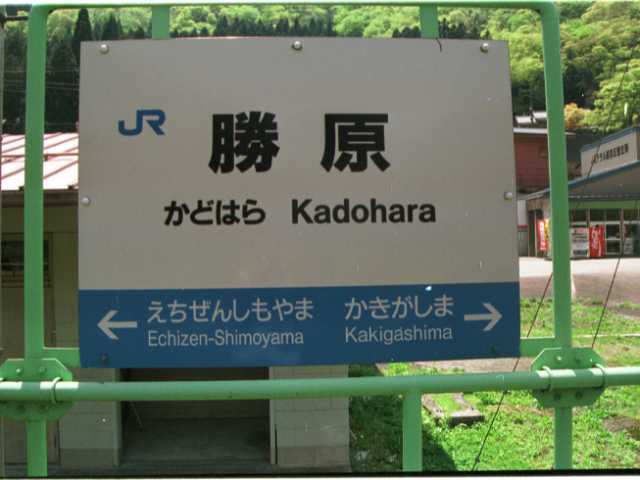 JR
勝原
かどはら Kadohara
えちぜんしもやま かきがしま
← Echizen-Shimoyama Kakigashima →